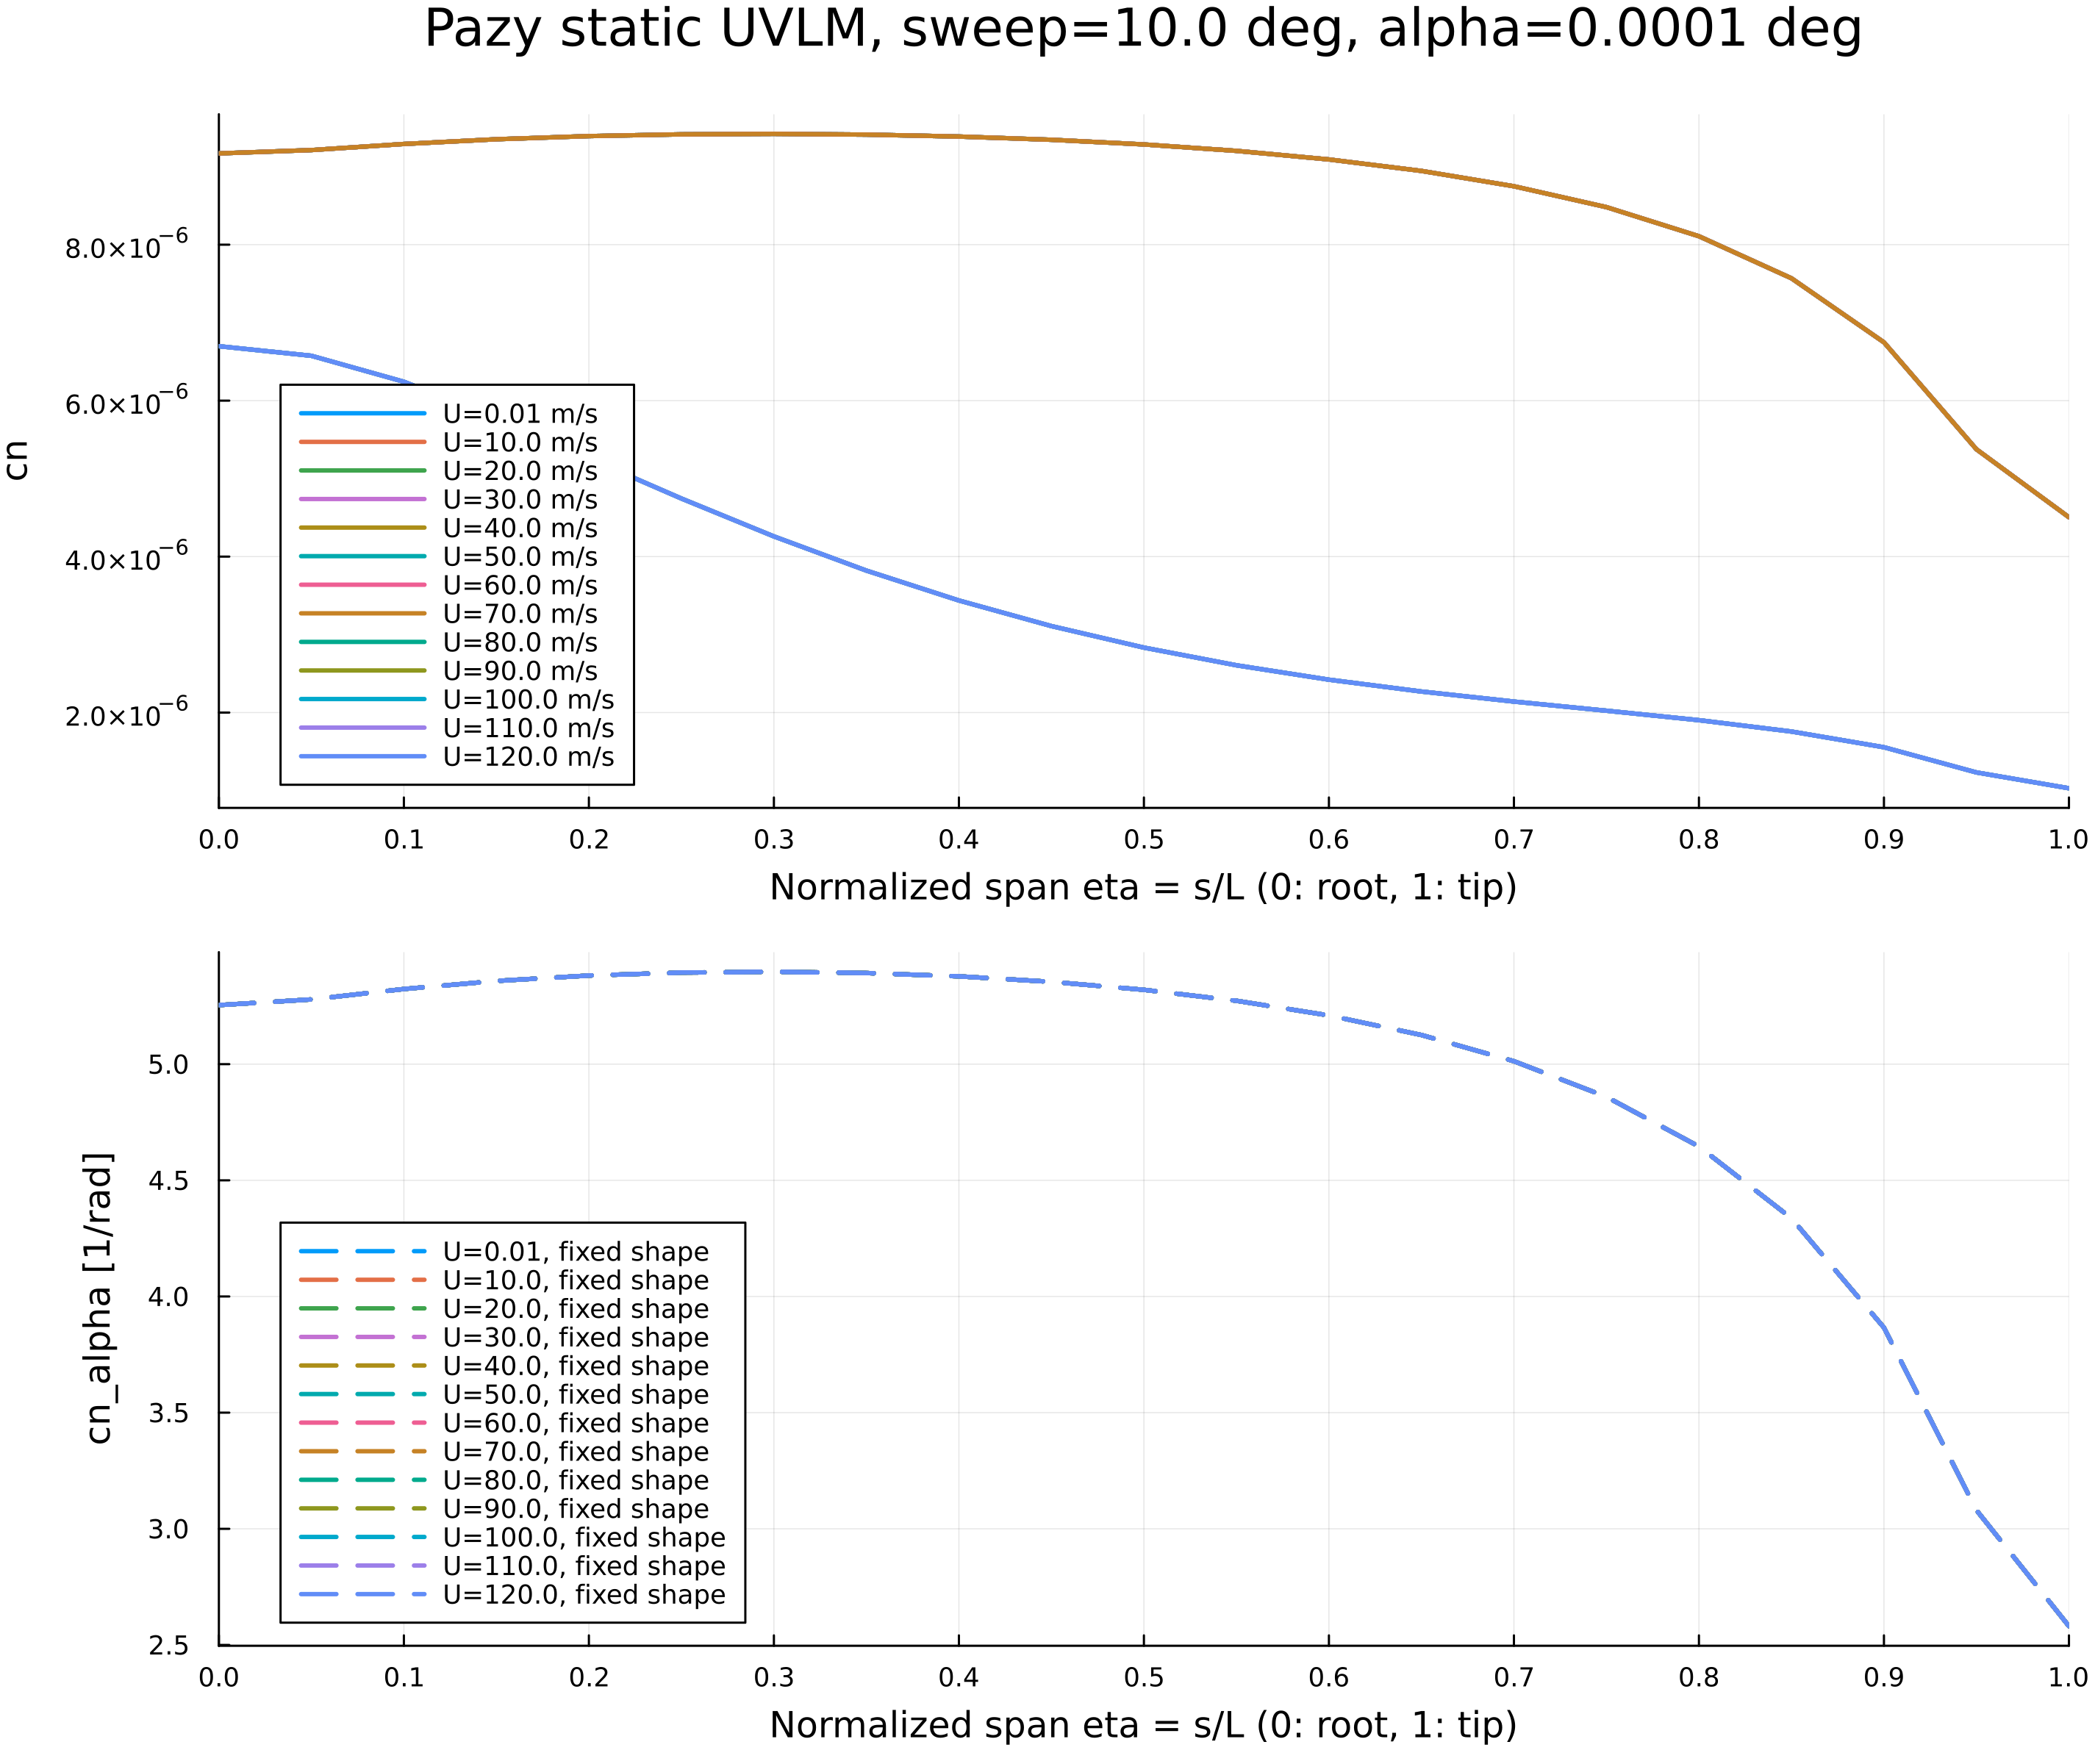 Pazy static UVLM, sweep=10.0 deg, alpha=0.0001 deg
cn
8.0×10⁻⁶
6.0×10⁻⁶
4.0×10⁻⁶
2.0×10⁻⁶
U=0.01 m/s
U=10.0 m/s
U=20.0 m/s
U=30.0 m/s
U=40.0 m/s
U=50.0 m/s
U=60.0 m/s
U=70.0 m/s
U=80.0 m/s
U=90.0 m/s
U=100.0 m/s
U=110.0 m/s
U=120.0 m/s
0.0 0.1 0.2 0.3 0.4 0.5 0.6 0.7 0.8 0.9 1.0
Normalized span eta = s/L (0: root, 1: tip)
cn_alpha [1/rad]
5.0
4.5
4.0
3.5
3.0
2.5
U=0.01, fixed shape
U=10.0, fixed shape
U=20.0, fixed shape
U=30.0, fixed shape
U=40.0, fixed shape
U=50.0, fixed shape
U=60.0, fixed shape
U=70.0, fixed shape
U=80.0, fixed shape
U=90.0, fixed shape
U=100.0, fixed shape
U=110.0, fixed shape
U=120.0, fixed shape
0.0 0.1 0.2 0.3 0.4 0.5 0.6 0.7 0.8 0.9 1.0
Normalized span eta = s/L (0: root, 1: tip)